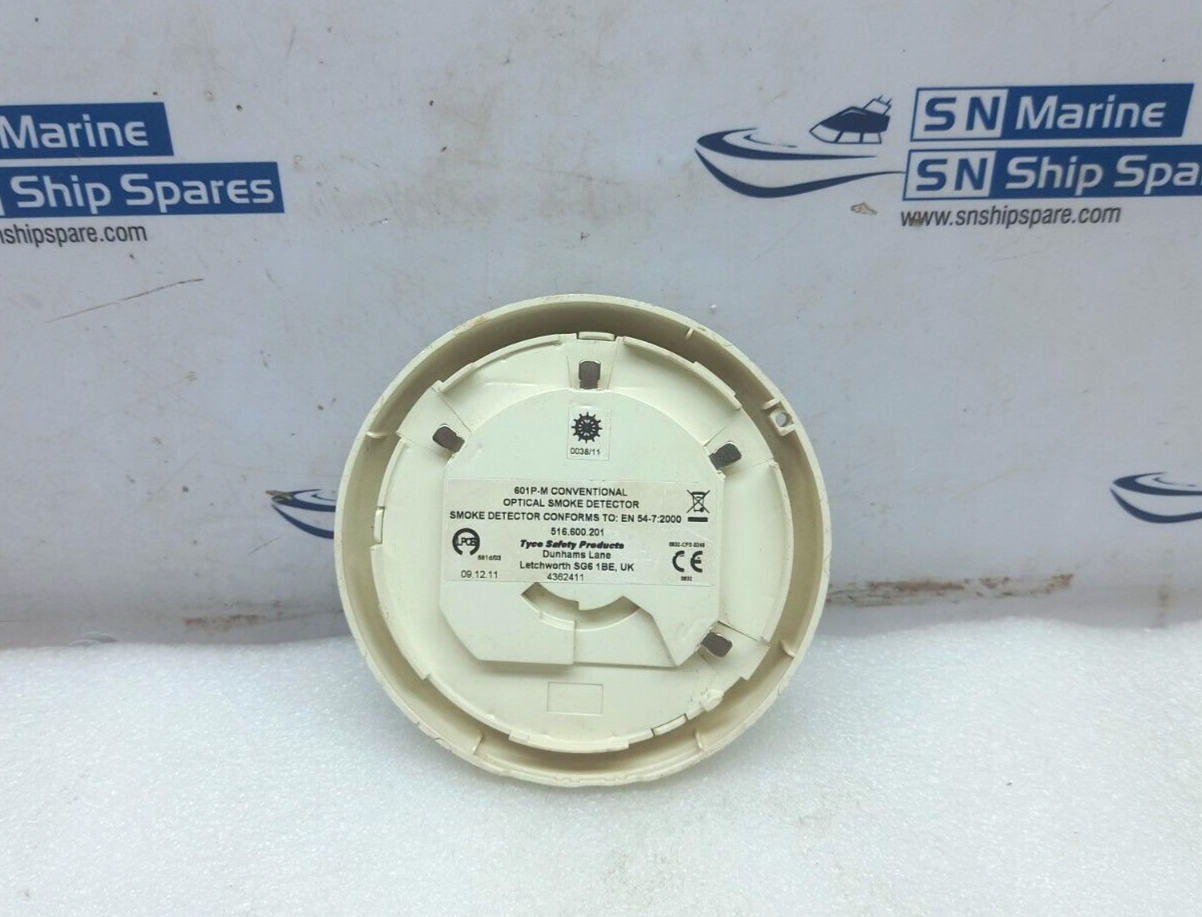 Marine
Ship Spares
nshipspare.com
SN Marine
SN Ship Spa
www.snshipspare.com
0038/11
601P-M CONVENTIONAL
OPTICAL SMOKE DETECTOR
SMOKE DETECTOR CONFORMS TO: EN 54-7:2000
516.600.201
LPCB
Tyco Safety Products
Dunhams Lane
Letchworth SG6 1BE, UK
09.12.11
4362411
CE
0832